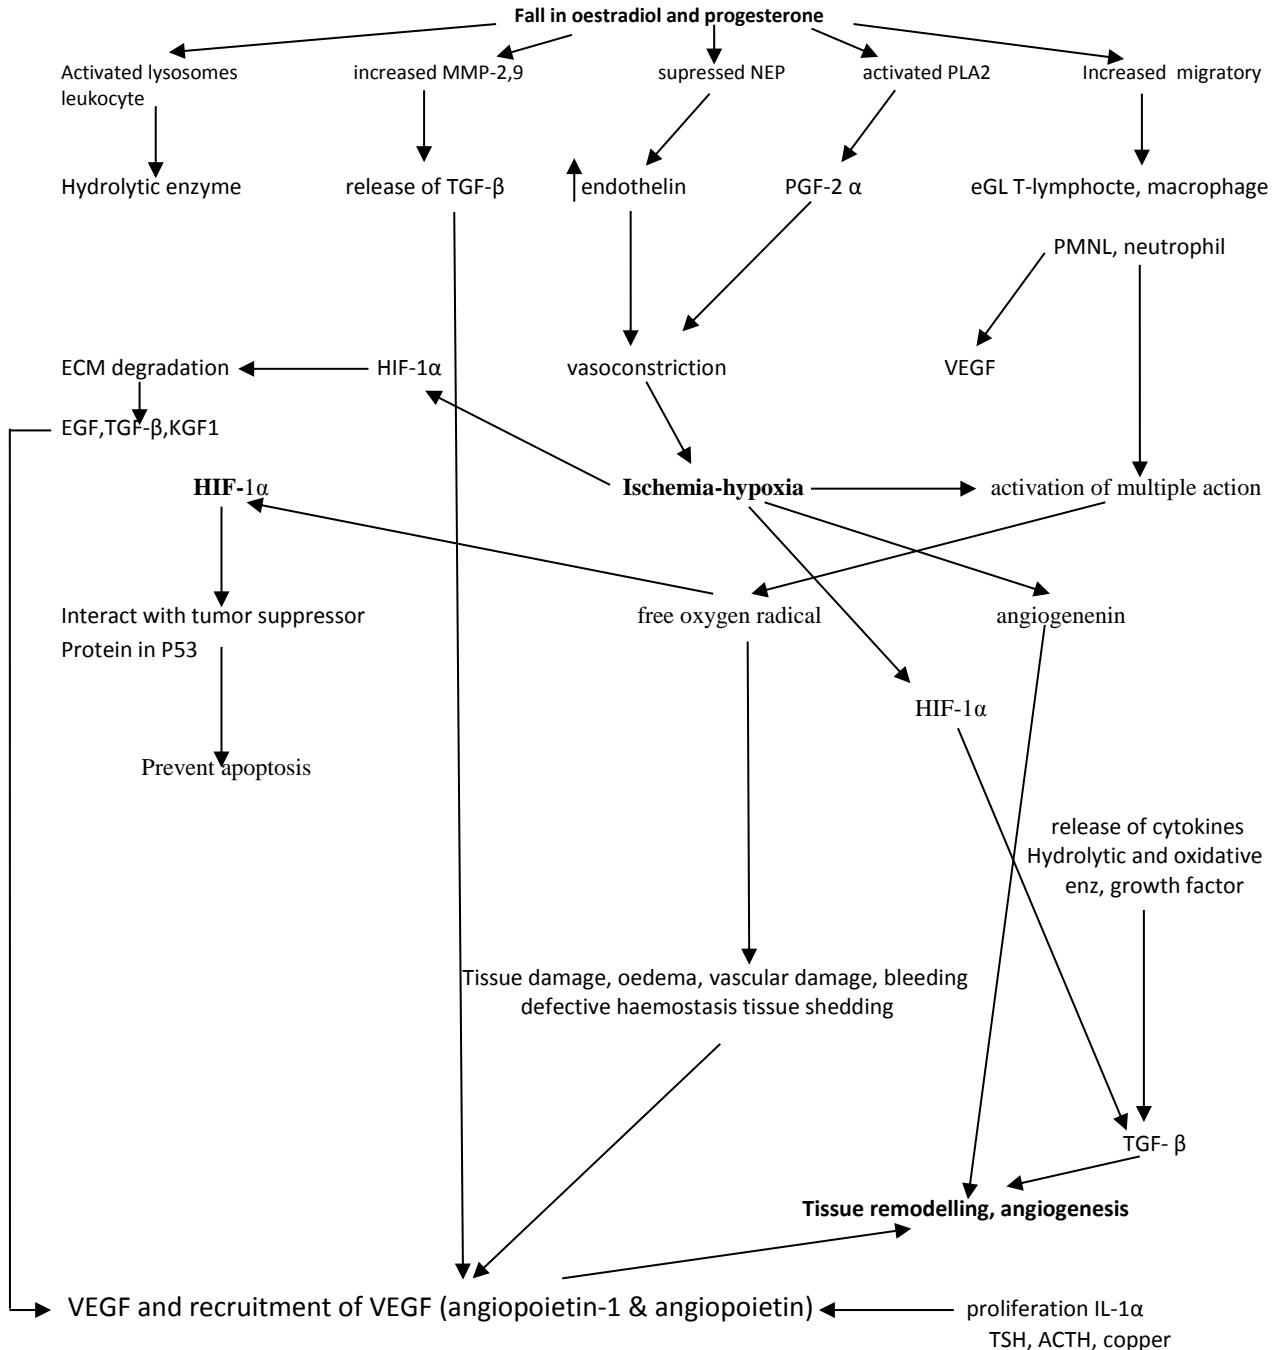 Fall in oestradiol and progesterone
Activated lysosomes
leukocyte
increased MMP-2,9
supressed NEP
activated PLA2
Increased migratory
Hydrolytic enzyme
release of TGF-β
endothelin
PGF-2 α
eGL T-lymphocte, macrophage
PMNL, neutrophil
ECM degradation
HIF-1α
vasoconstriction
VEGF
EGF,TGF-β,KGF1
HIF-1α
Ischemia-hypoxia
activation of multiple action
Interact with tumor suppressor
Protein in P53
free oxygen radical
angiogenenin
HIF-1α
Prevent apoptosis
release of cytokines
Hydrolytic and oxidative
enz, growth factor
Tissue damage, oedema, vascular damage, bleeding
defective haemostasis tissue shedding
TGF- β
Tissue remodelling, angiogenesis
VEGF and recruitment of VEGF (angiopoietin-1 & angiopoietin)
proliferation IL-1α
TSH, ACTH, copper